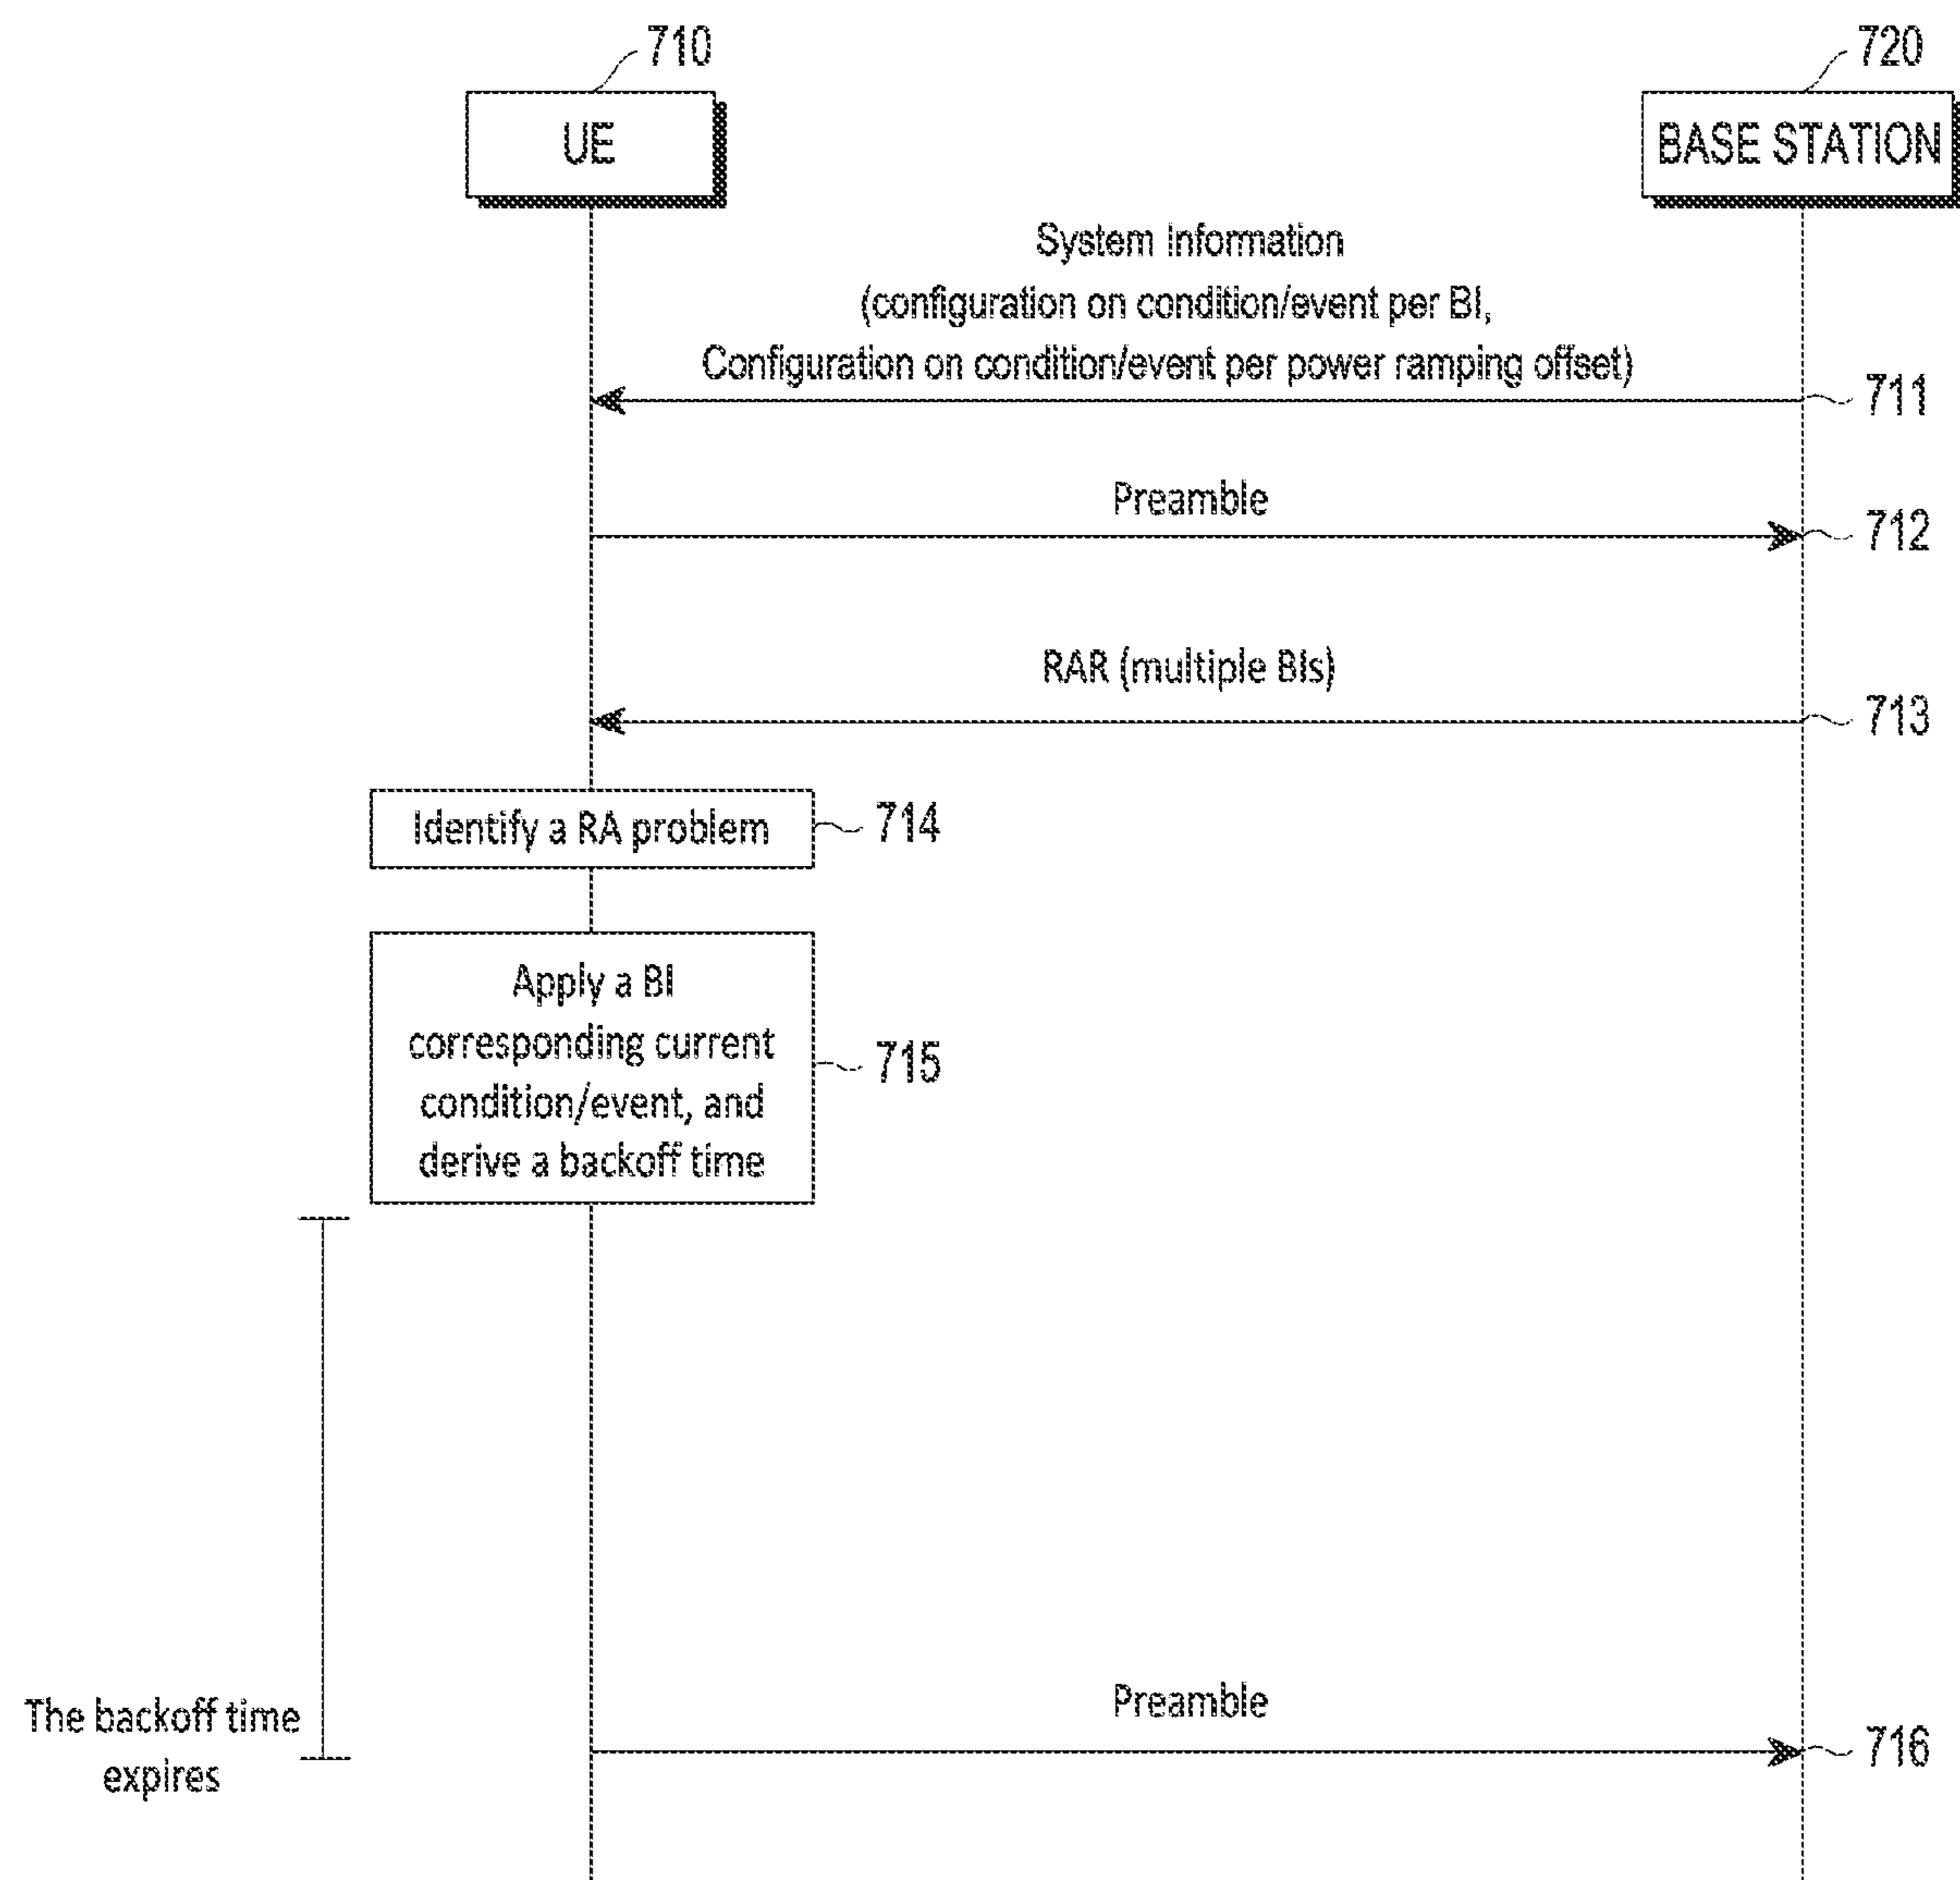 710
720
UE
BASE STATION
System Information
(configuration on condition/event per BI,
Configuration on condition/event per power ramping offset)
711
Preamble
712
RAR (multiple BIs)
713
Identify a RA problem
714
Apply a BI
corresponding current
condition/event, and
derive a backoff time
715
Preamble
716
The backoff time
expires